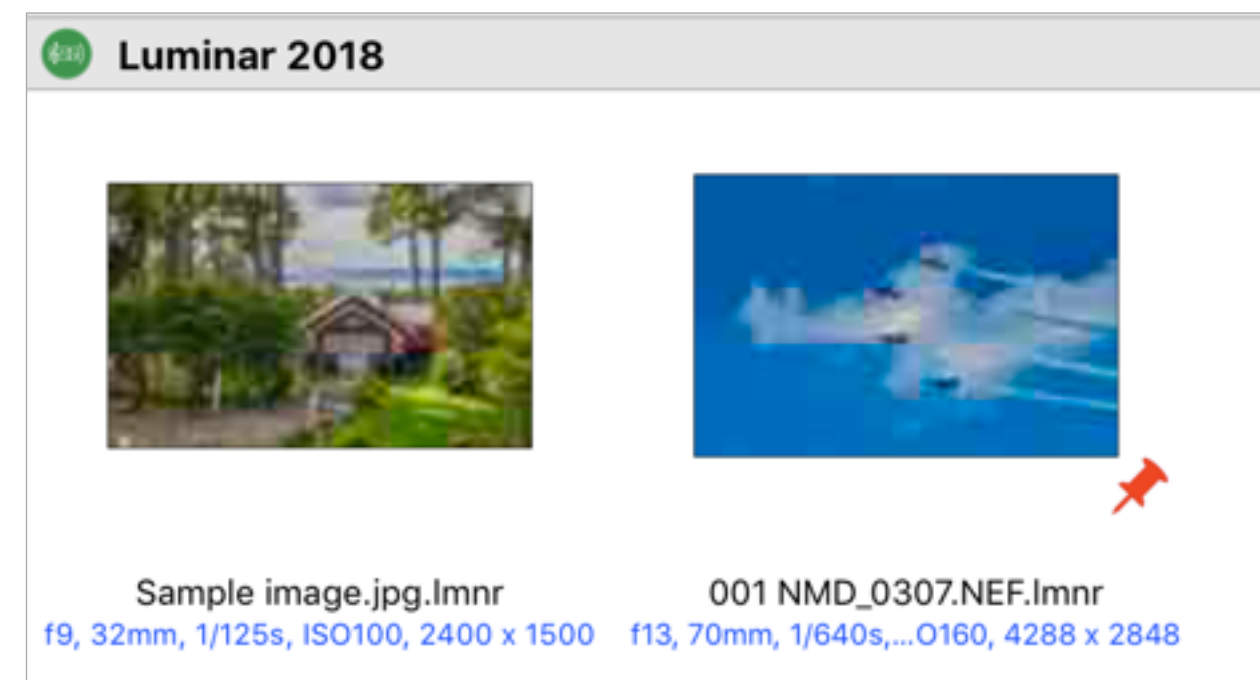 Luminar 2018
Sample image.jpg.lmnr
f9, 32mm, 1/125s, ISO100, 2400 x 1500
001 NMD_0307.NEF.lmnr
f13, 70mm, 1/640s,...O160, 4288 x 2848